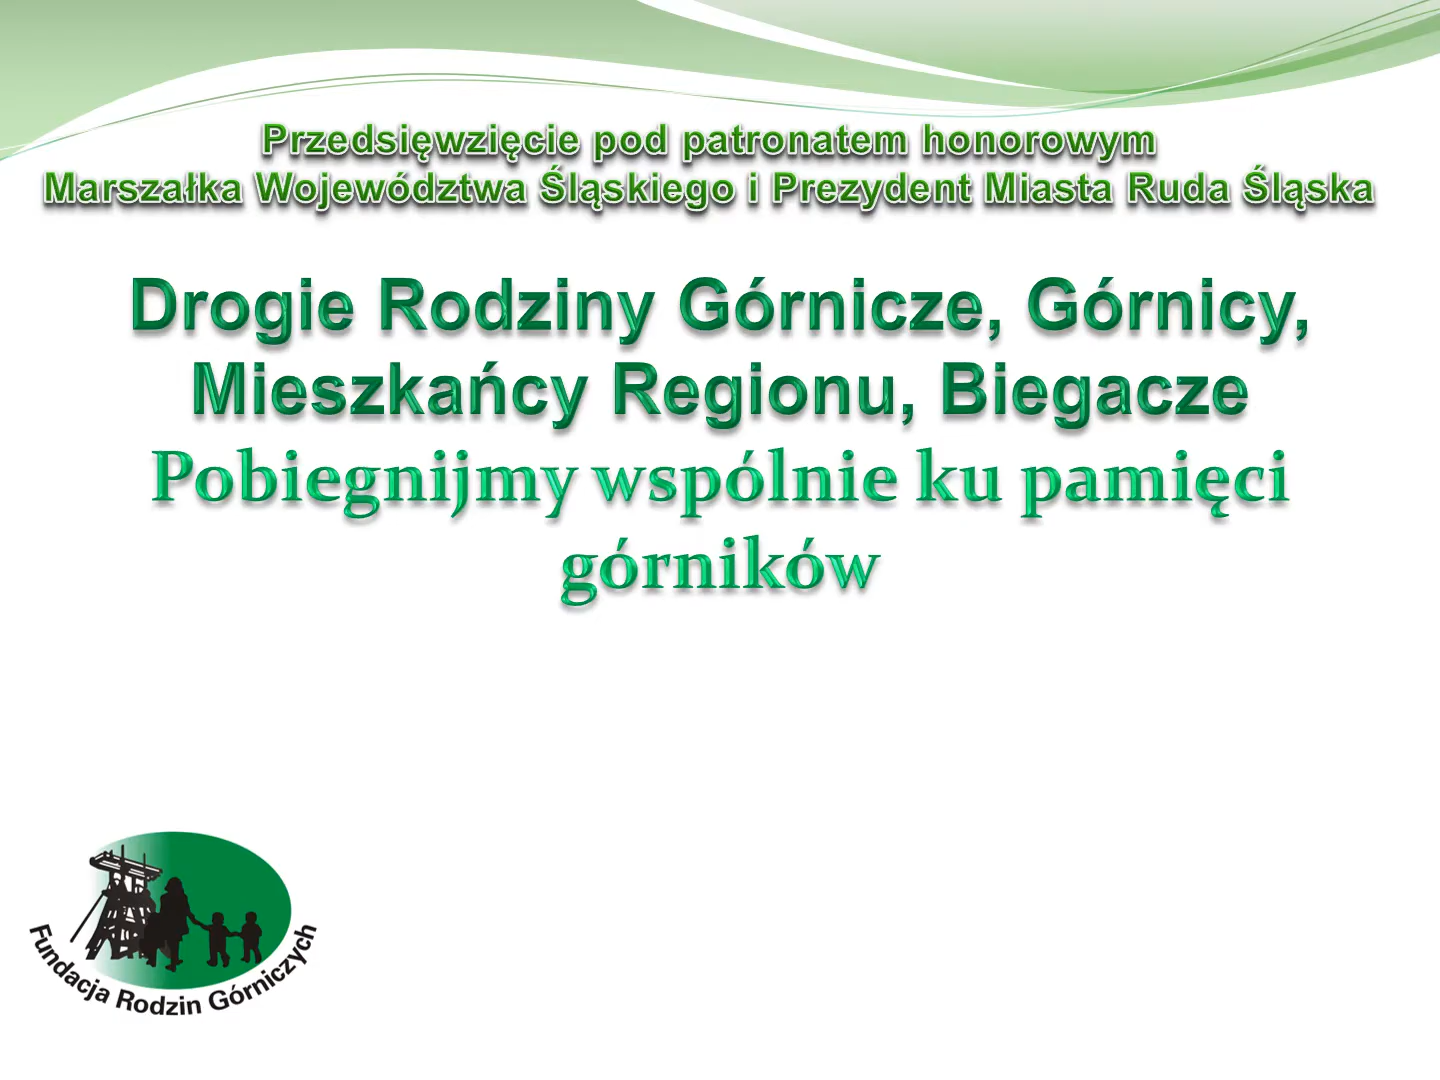 Przedsięwzięcie pod patronatem honorowym
Marszałka Województwa Śląskiego i Prezydent Miasta Ruda Śląska
Drogie Rodziny Górnicze, Górnicy,
Mieszkańcy Regionu, Biegacze
Pobiegnijmy wspólnie ku pamięci
górników
Fundacja Rodzin Górniczych